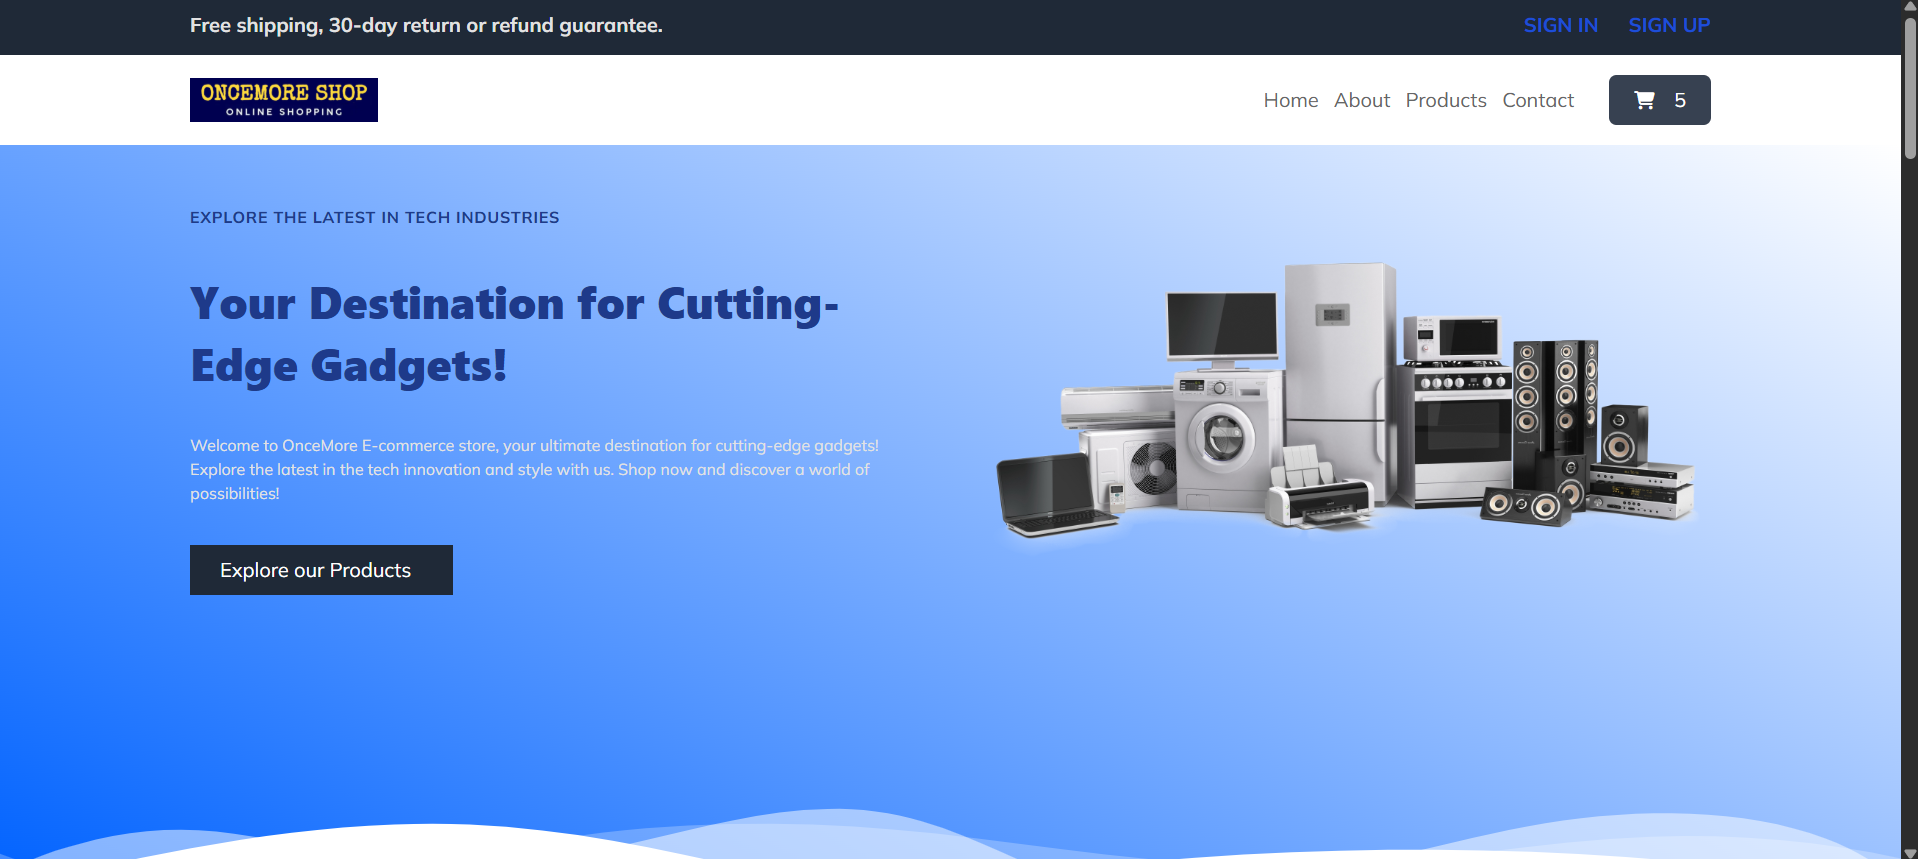 Free shipping, 30-day return or refund guarantee.
SIGN IN
SIGN UP
ONCEMORE SHOP
ONLINE SHOPPING
Home
About
Products
Contact
5
EXPLORE THE LATEST IN TECH INDUSTRIES
Your Destination for Cutting-
Edge Gadgets!
Welcome to OnceMore E-commerce store, your ultimate destination for cutting-edge gadgets!
Explore the latest in the tech innovation and style with us. Shop now and discover a world of
possibilities!
Explore our Products